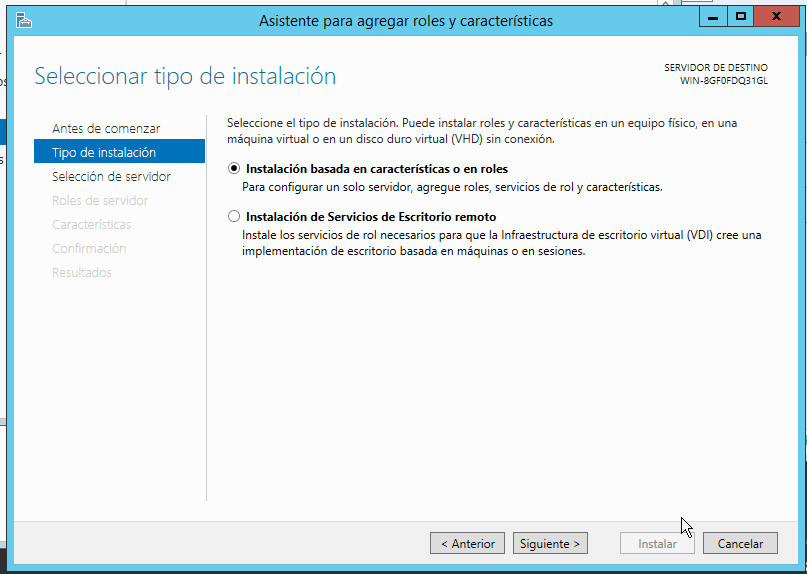 Asistente para agregar roles y características
Seleccionar tipo de instalación
SERVIDOR DE DESTINO
WIN-8GF0FDQ31GL
Antes de comenzar
Tipo de instalación
Selección de servidor
Roles de servidor
Características
Confirmación
Resultados
Seleccione el tipo de instalación. Puede instalar roles y características en un equipo físico, en una
máquina virtual o en un disco duro virtual (VHD) sin conexión.
Instalación basada en características o en roles
Para configurar un solo servidor, agregue roles, servicios de rol y características.
Instalación de Servicios de Escritorio remoto
Instale los servicios de rol necesarios para que la Infraestructura de escritorio virtual (VDI) cree una
implementación de escritorio basada en máquinas o en sesiones.
< Anterior
Siguiente >
Instalar
Cancelar